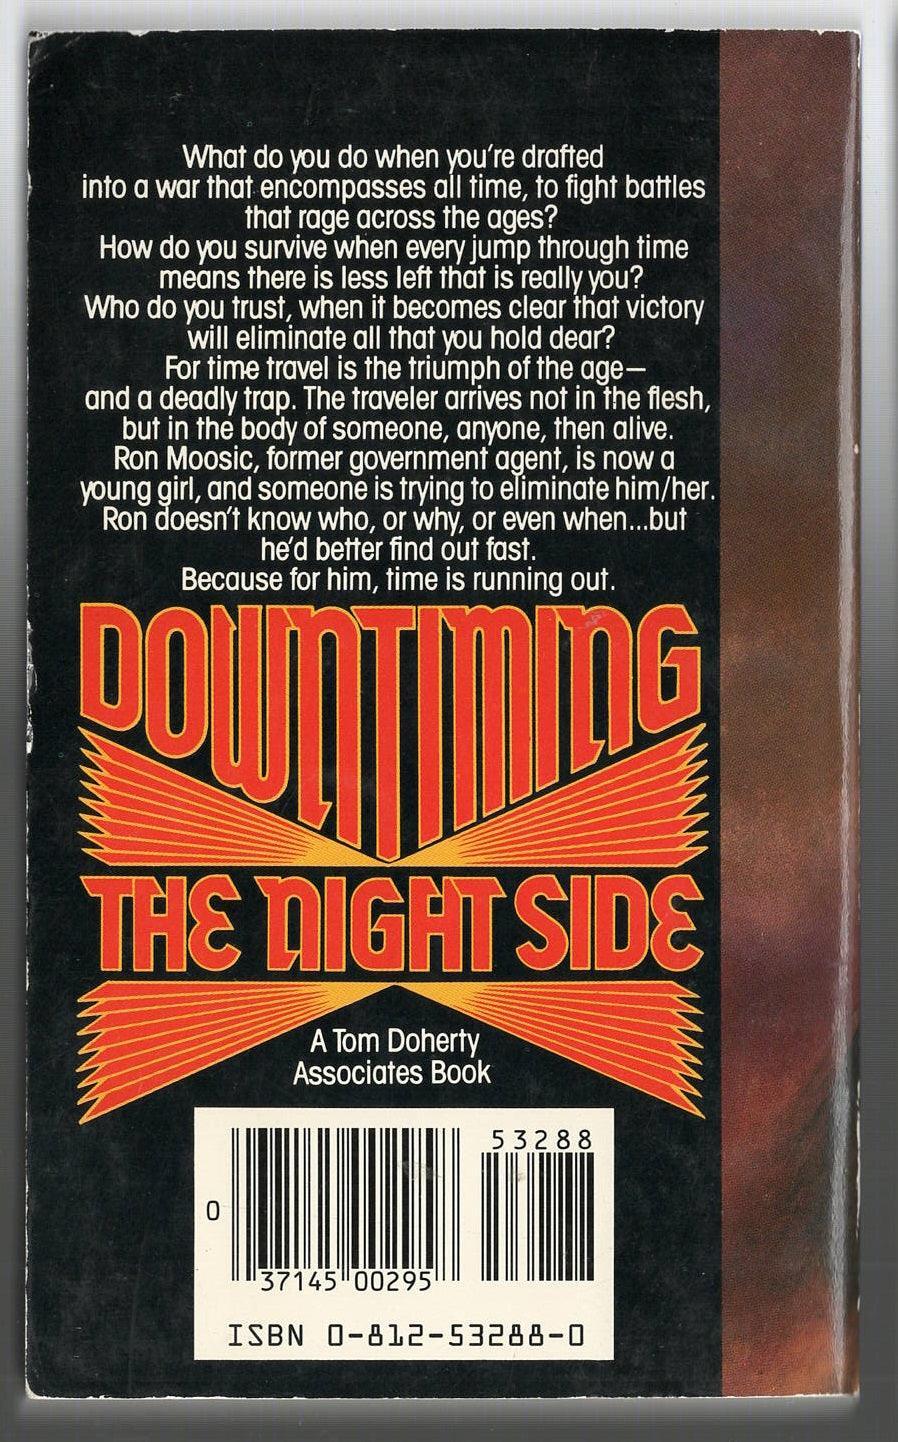 What do you do when you're drafted
into a war that encompasses all time, to fight battles
that rage across the ages?
How do you survive when every jump through time
means there is less left that is really you?
Who do you trust, when it becomes clear that victory
will eliminate all that you hold dear?
For time travel is the triumph of the age—
and a deadly trap. The traveler arrives not in the flesh,
but in the body of someone, anyone, then alive.
Ron Moosic, former government agent, is now a
young girl, and someone is trying to eliminate him/her.
Ron doesn't know who, or why, or even when...but
he'd better find out fast.
Because for him, time is running out.
DOWNTIMING
THE NIGHT SIDE
A Tom Doherty
Associates Book
53288
0
37145 00295
ISBN 0-812-53288-0